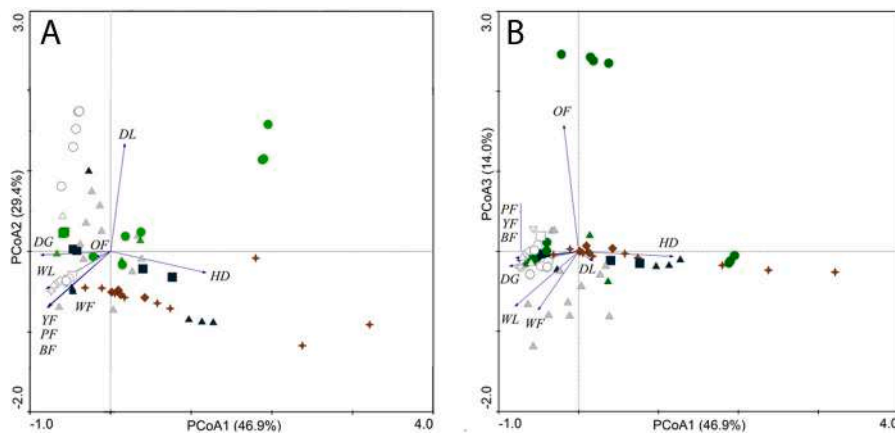 A
3.0
PCoA2 (29.4%)
-2.0
-1.0
PCoA1 (46.9%)
4.0
DL
DG
OF
HD
WL
WF
YF
PF
BF
B
3.0
PCoA3 (14.0%)
-2.0
-1.0
PCoA1 (46.9%)
4.0
OF
PF
YF
BF
HD
DL
DG
WL
WF